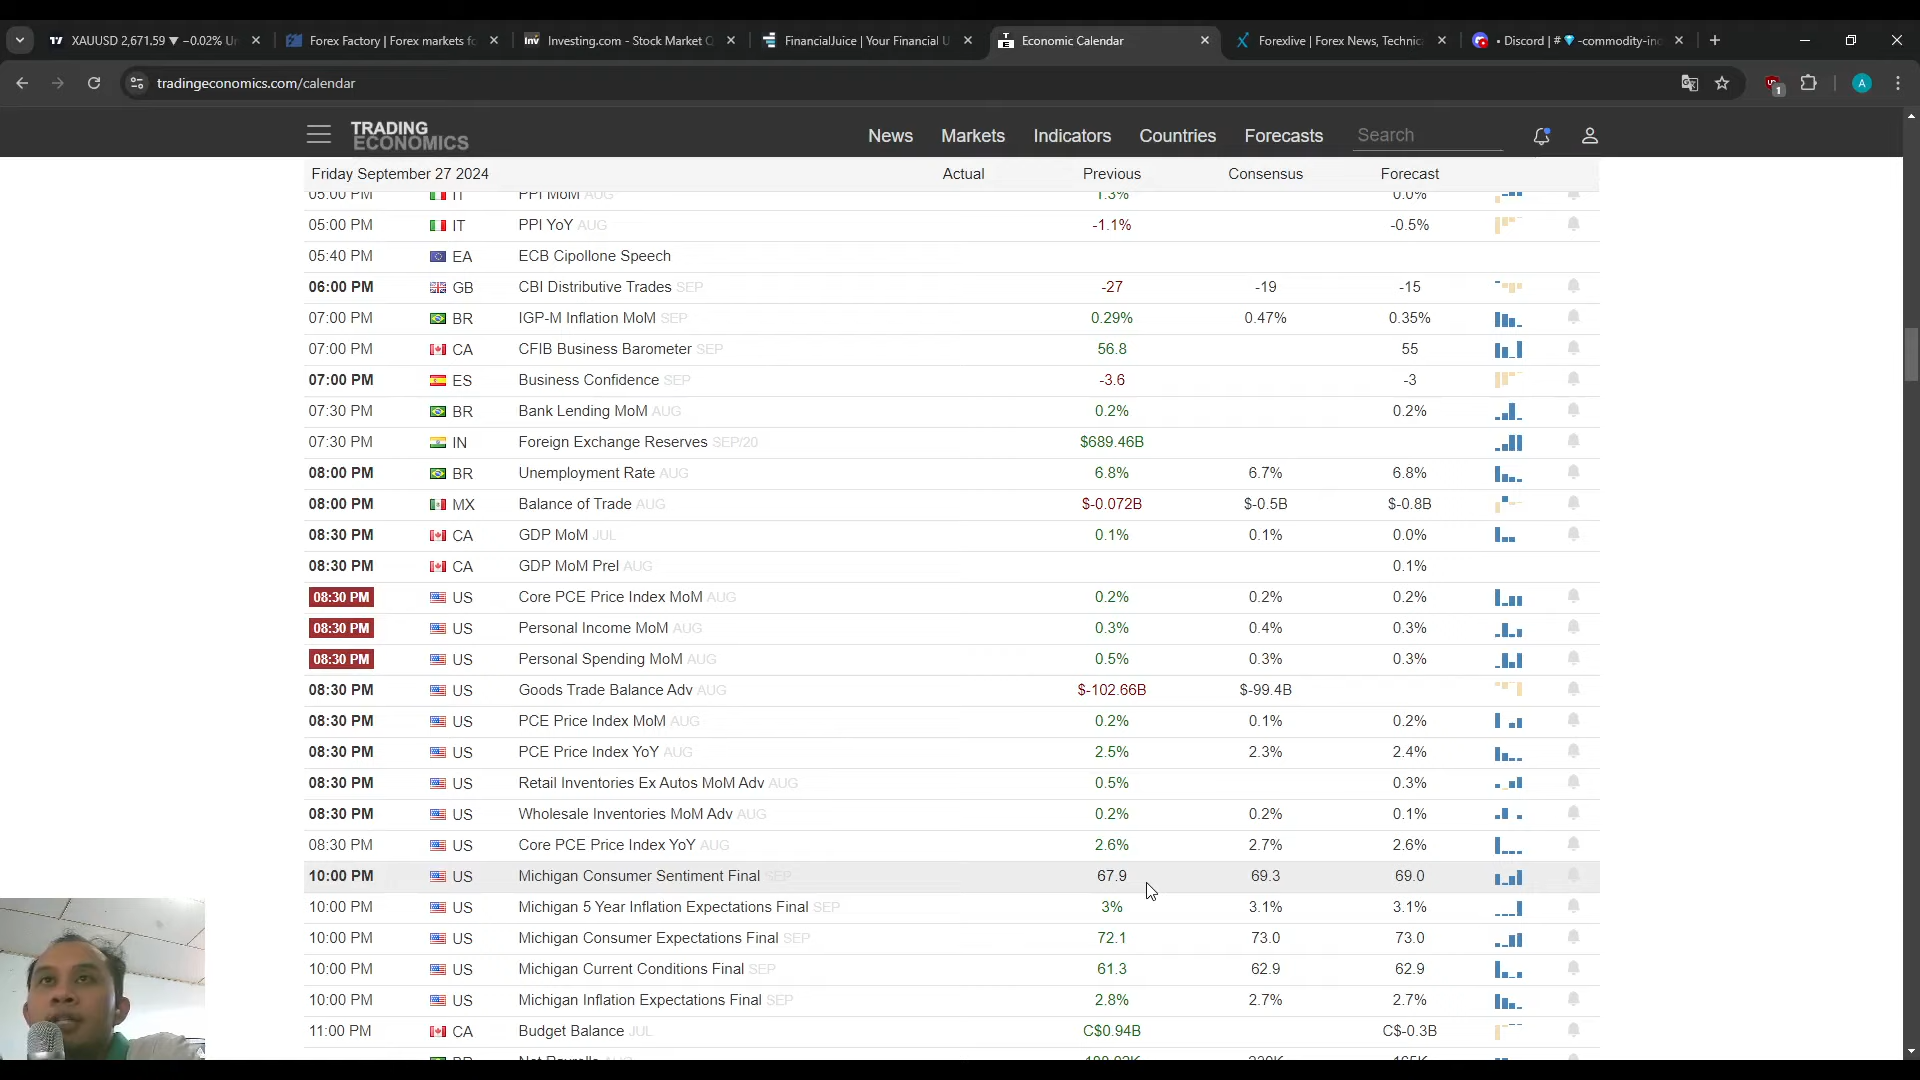 XAUUSD 2,671,59 ▼ −0.02% Un
Forex Factory | Forex markets fo
Investing.com - Stock Market Q
FinancialJuice | Your Financial U
Economic Calendar
Forexlive | Forex News, Technic
• Discord | # 💎 -commodity-inc
tradingeconomics.com/calendar
TRADING ECONOMICS
News Markets Indicators Countries Forecasts Search
Friday September 27 2024 Actual Previous Consensus Forecast
05:00 PM IT PPI MoM AUG 1.3% 0.0%
05:00 PM IT PPI YoY AUG -1.1% -0.5%
05:40 PM EA ECB Cipollone Speech
06:00 PM GB CBI Distributive Trades SEP -27 -19 -15
07:00 PM BR IGP-M Inflation MoM SEP 0.29% 0.47% 0.35%
07:00 PM CA CFIB Business Barometer SEP 56.8 55
07:00 PM ES Business Confidence SEP -3.6 -3
07:30 PM BR Bank Lending MoM AUG 0.2% 0.2%
07:30 PM IN Foreign Exchange Reserves SEP/20 $689.46B
08:00 PM BR Unemployment Rate AUG 6.8% 6.7% 6.8%
08:00 PM MX Balance of Trade AUG $-0.072B $-0.5B $-0.8B
08:30 PM CA GDP MoM JUL 0.1% 0.1% 0.0%
08:30 PM CA GDP MoM Prel AUG 0.1%
08:30 PM US Core PCE Price Index MoM AUG 0.2% 0.2% 0.2%
08:30 PM US Personal Income MoM AUG 0.3% 0.4% 0.3%
08:30 PM US Personal Spending MoM AUG 0.5% 0.3% 0.3%
08:30 PM US Goods Trade Balance Adv AUG $-102.66B $-99.4B
08:30 PM US PCE Price Index MoM AUG 0.2% 0.1% 0.2%
08:30 PM US PCE Price Index YoY AUG 2.5% 2.3% 2.4%
08:30 PM US Retail Inventories Ex Autos MoM Adv AUG 0.5% 0.3%
08:30 PM US Wholesale Inventories MoM Adv AUG 0.2% 0.2% 0.1%
08:30 PM US Core PCE Price Index YoY AUG 2.6% 2.7% 2.6%
10:00 PM US Michigan Consumer Sentiment Final SEP 67.9 69.3 69.0
10:00 PM US Michigan 5 Year Inflation Expectations Final SEP 3% 3.1% 3.1%
10:00 PM US Michigan Consumer Expectations Final SEP 72.1 73.0 73.0
10:00 PM US Michigan Current Conditions Final SEP 61.3 62.9 62.9
10:00 PM US Michigan Inflation Expectations Final SEP 2.8% 2.7% 2.7%
11:00 PM CA Budget Balance JUL C$0.94B C$-0.3B